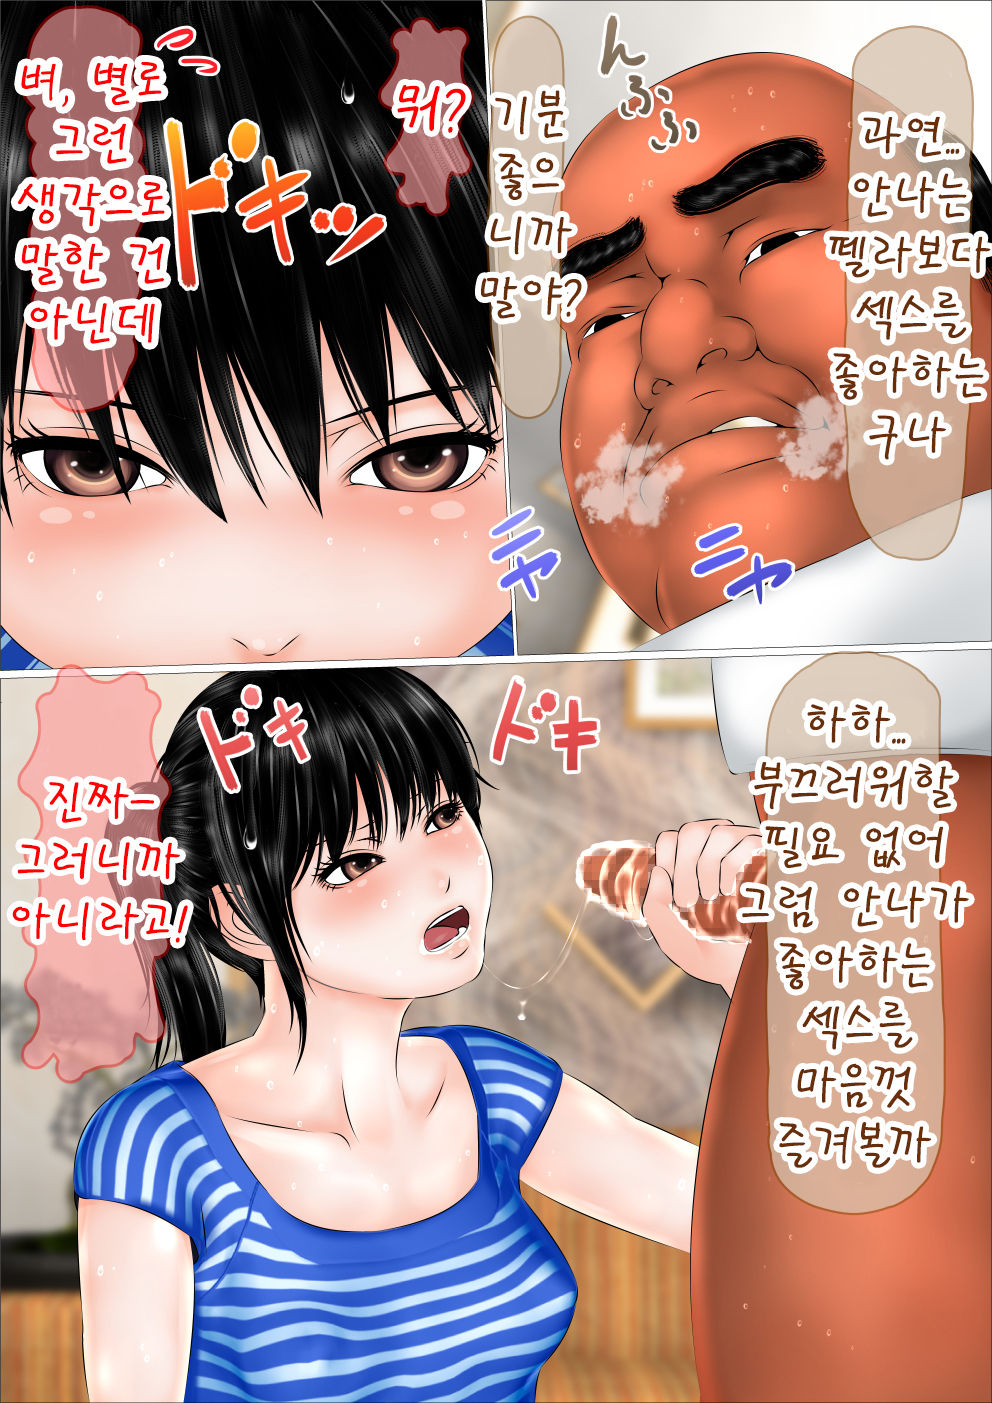 んふふふ
과연...
안나는
펠라보다
섹스를
좋아하는
구나
기분
좋으
니까
말야?
ニヤ
ニヤ
뭐?
ドキッ
벼, 별로
그런
생각으로
말한 건
아닌데
하하...
부끄러워할
필요 없어
그럼 안나가
좋아하는
섹스를
마음껏
즐겨볼까
ドキ
ドキ
진짜-
그러니까
아니라고!